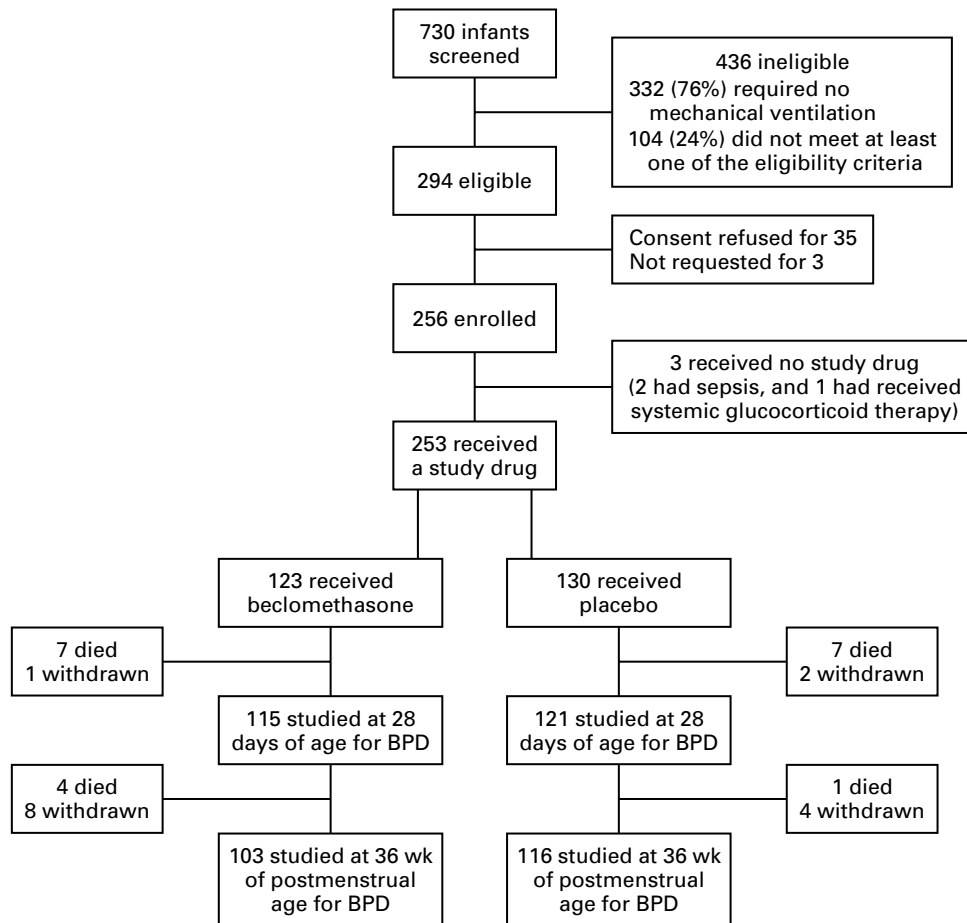 730 infants
screened
436 ineligible
332 (76%) required no
mechanical ventilation
104 (24%) did not meet at least
one of the eligibility criteria
294 eligible
Consent refused for 35
Not requested for 3
256 enrolled
3 received no study drug
(2 had sepsis, and 1 had received
systemic glucocorticoid therapy)
253 received
a study drug
123 received
beclomethasone
130 received
placebo
7 died
1 withdrawn
7 died
2 withdrawn
115 studied at 28
days of age for BPD
121 studied at 28
days of age for BPD
4 died
8 withdrawn
1 died
4 withdrawn
103 studied at 36 wk
of postmenstrual
age for BPD
116 studied at 36 wk
of postmenstrual
age for BPD